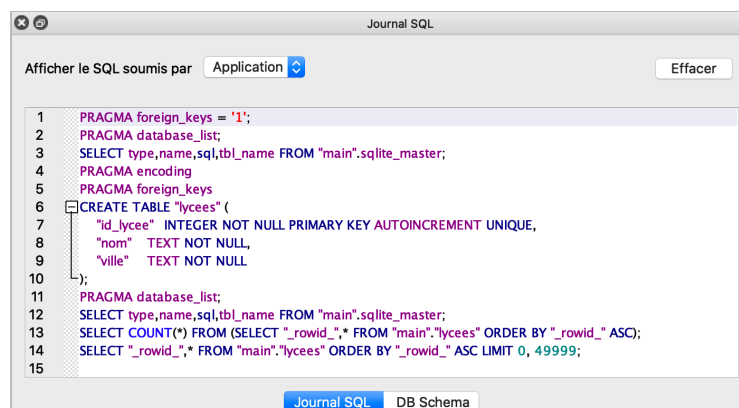 Journal SQL
Afficher le SQL soumis par Application Effacer
1 PRAGMA foreign_keys = '1';
2 PRAGMA database_list;
3 SELECT type,name,sql,tbl_name FROM "main".sqlite_master;
4 PRAGMA encoding
5 PRAGMA foreign_keys
6 CREATE TABLE "lycees" (
7 "id_lycee" INTEGER NOT NULL PRIMARY KEY AUTOINCREMENT UNIQUE,
8 "nom" TEXT NOT NULL,
9 "ville" TEXT NOT NULL
10 );
11 PRAGMA database_list;
12 SELECT type,name,sql,tbl_name FROM "main".sqlite_master;
13 SELECT COUNT(*) FROM (SELECT "_rowid_",* FROM "main"."lycees" ORDER BY "_rowid_" ASC);
14 SELECT "_rowid_",* FROM "main"."lycees" ORDER BY "_rowid_" ASC LIMIT 0, 49999;
15
Journal SQL DB Schema